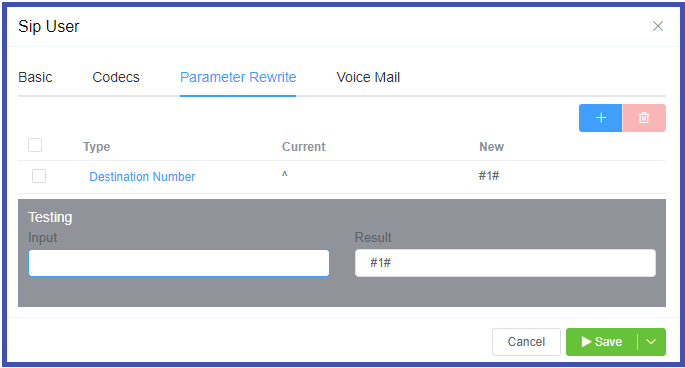 Sip User
Basic Codecs Parameter Rewrite Voice Mail
Type Current New
Destination Number ^ #1#
Testing
Input Result
#1#
Cancel Save